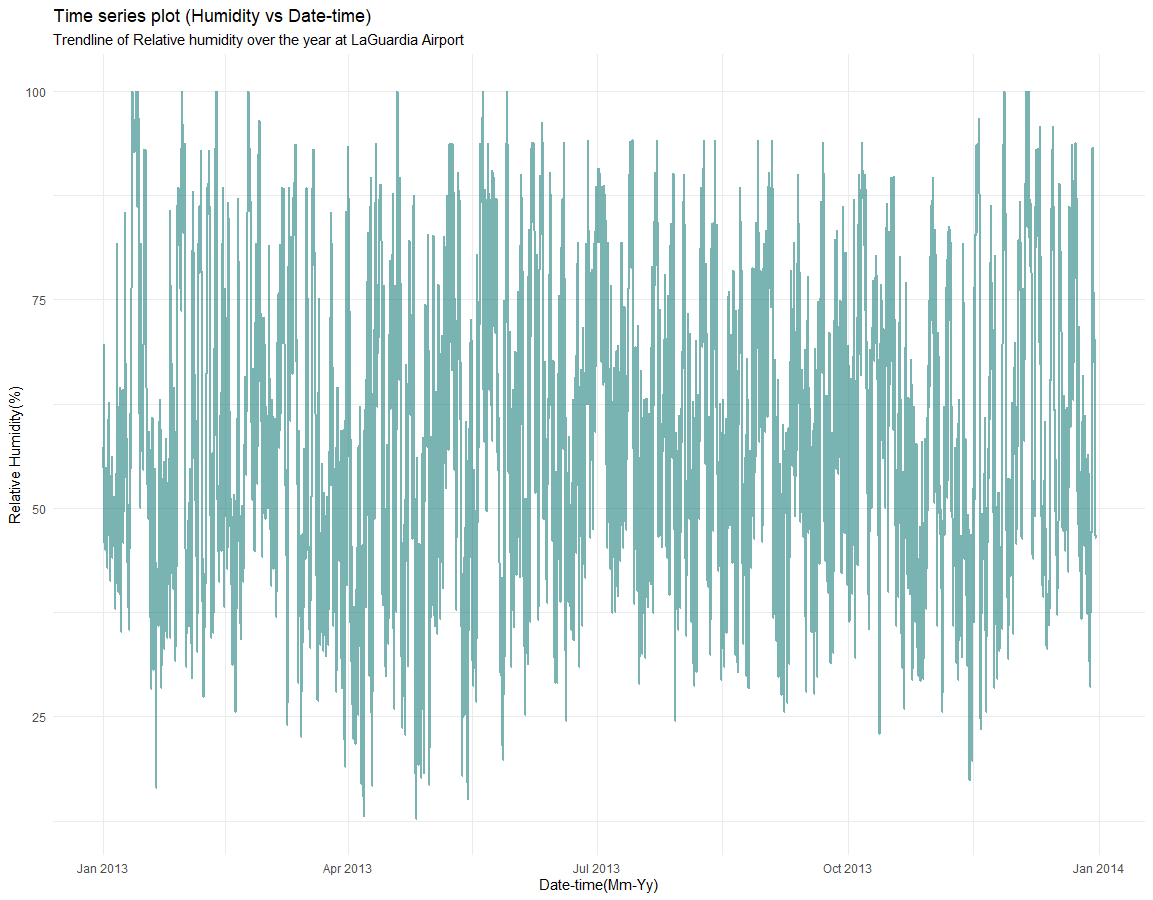 Time series plot (Humidity vs Date-time)
Trendline of Relative humidity over the year at LaGuardia Airport
100
75
50
25
Relative Humidity(%)
Jan 2013 Apr 2013 Jul 2013 Oct 2013 Jan 2014
Date-time(Mm-Yy)